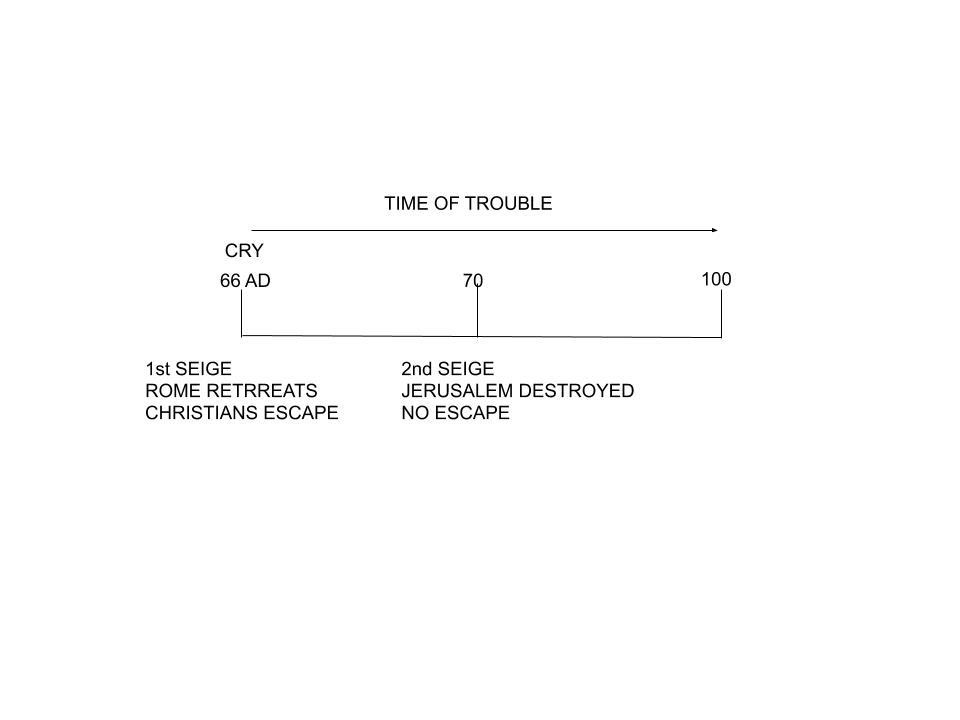 TIME OF TROUBLE
CRY
66 AD
70
100
1st SEIGE
ROME RETRREATS
CHRISTIANS ESCAPE
2nd SEIGE
JERUSALEM DESTROYED
NO ESCAPE